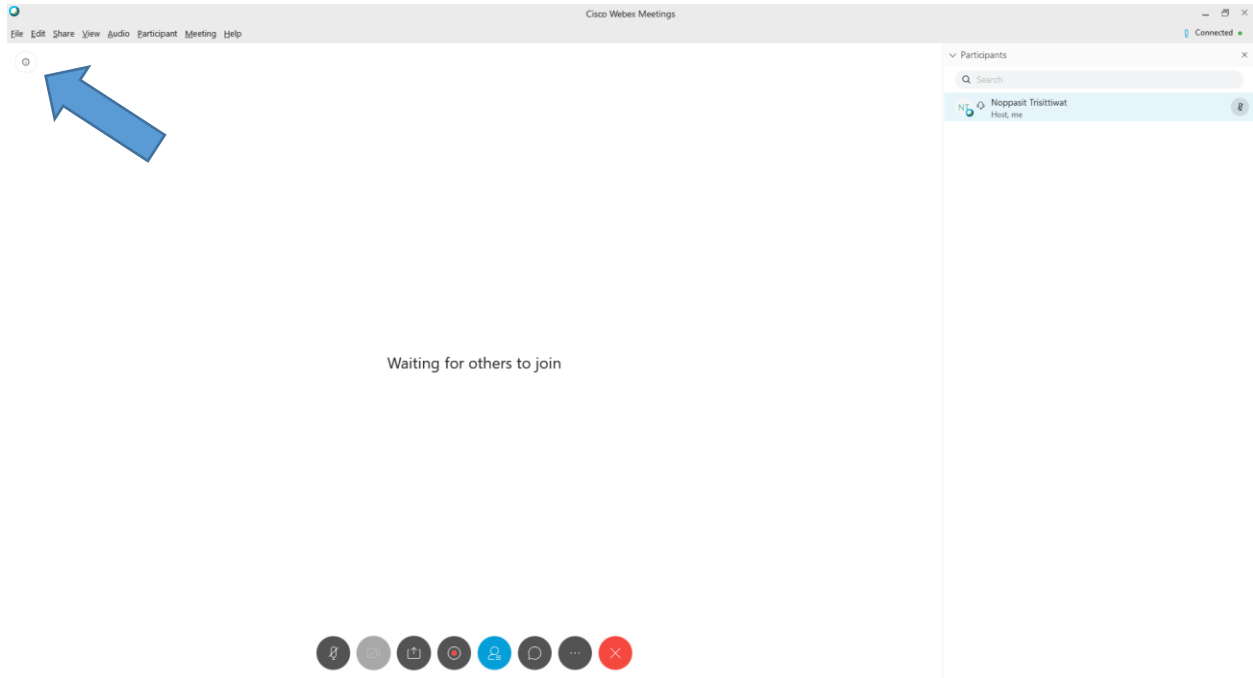 Cisco Webex Meetings
File Edit Share View Audio Participant Meeting Help
Connected
Participants
Search
NT
Noppasit Trisittiwat
Host, me
Waiting for others to join